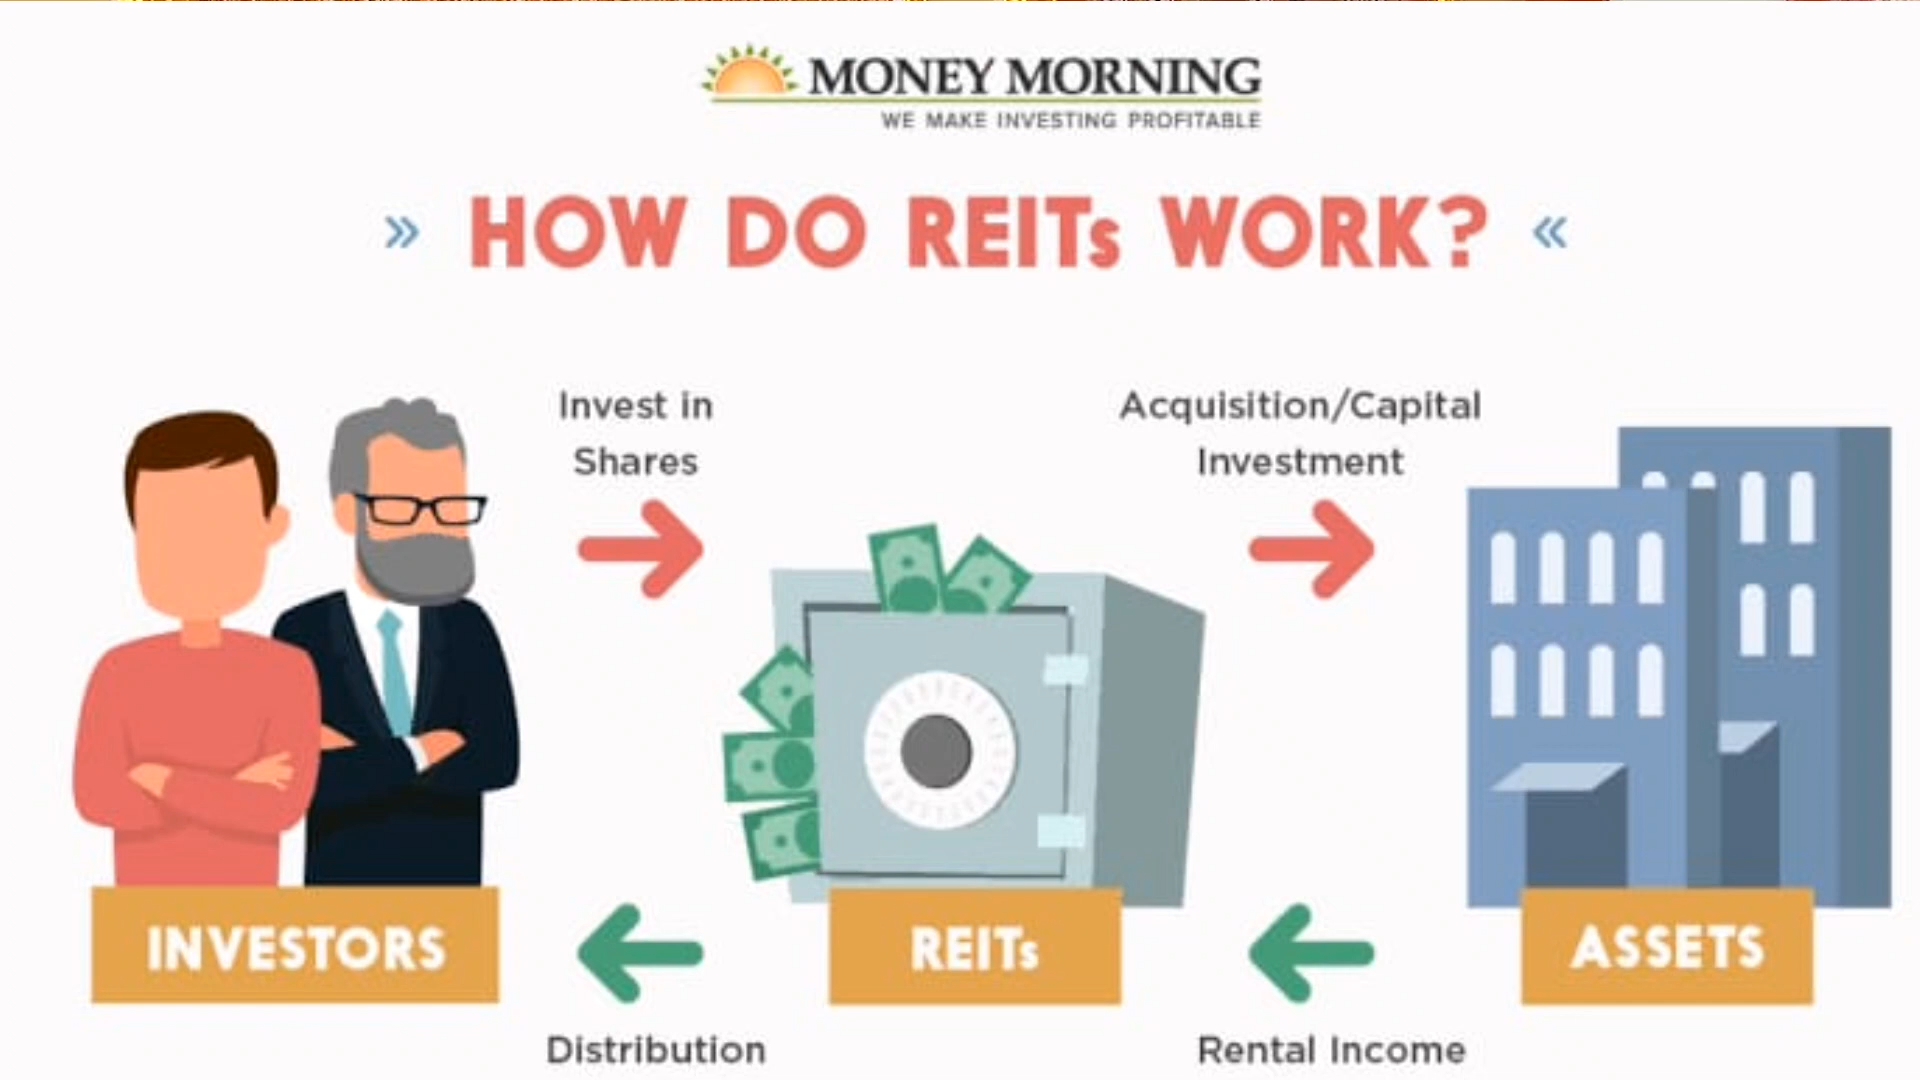 MONEY MORNING
WE MAKE INVESTING PROFITABLE
» HOW DO REITs WORK? «
Invest in
Shares
Acquisition/Capital
Investment
INVESTORS
REITs
ASSETS
Distribution
Rental Income